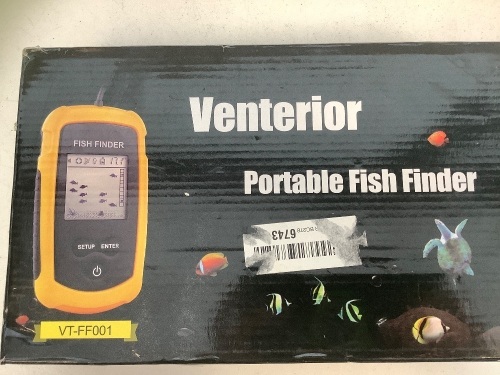 Venterior
Portable Fish Finder
FISH FINDER
SETUP ENTER
VT-FF001
6743